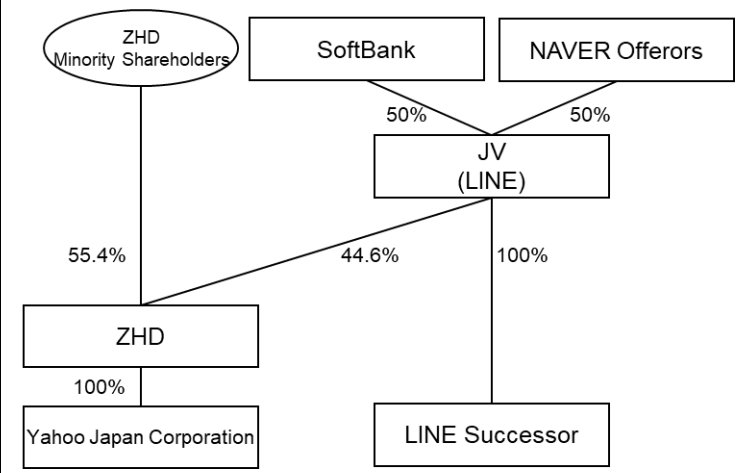 ZHD
Minority Shareholders
SoftBank
NAVER Offerors
50%
50%
JV
(LINE)
55.4%
44.6%
100%
ZHD
100%
Yahoo Japan Corporation
LINE Successor